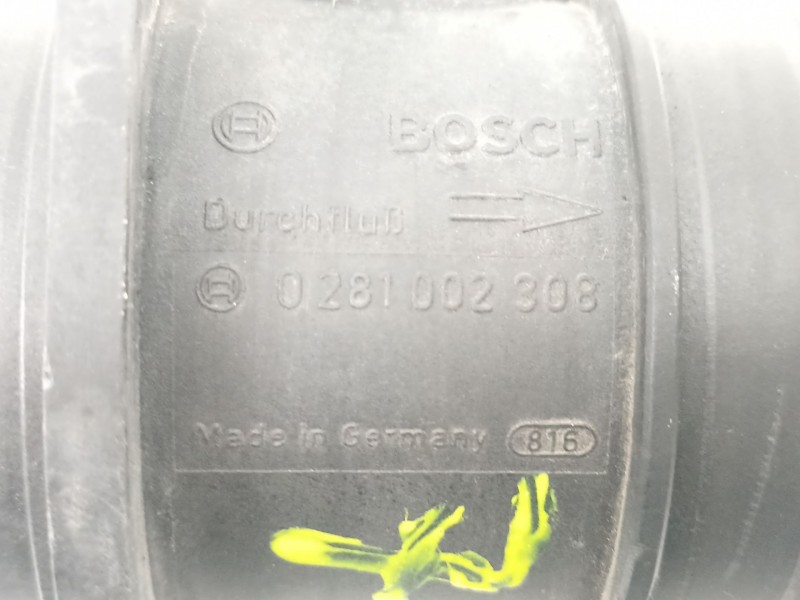 BOSCH
Durchfluß
0 281 002 308
Made in Germany 816